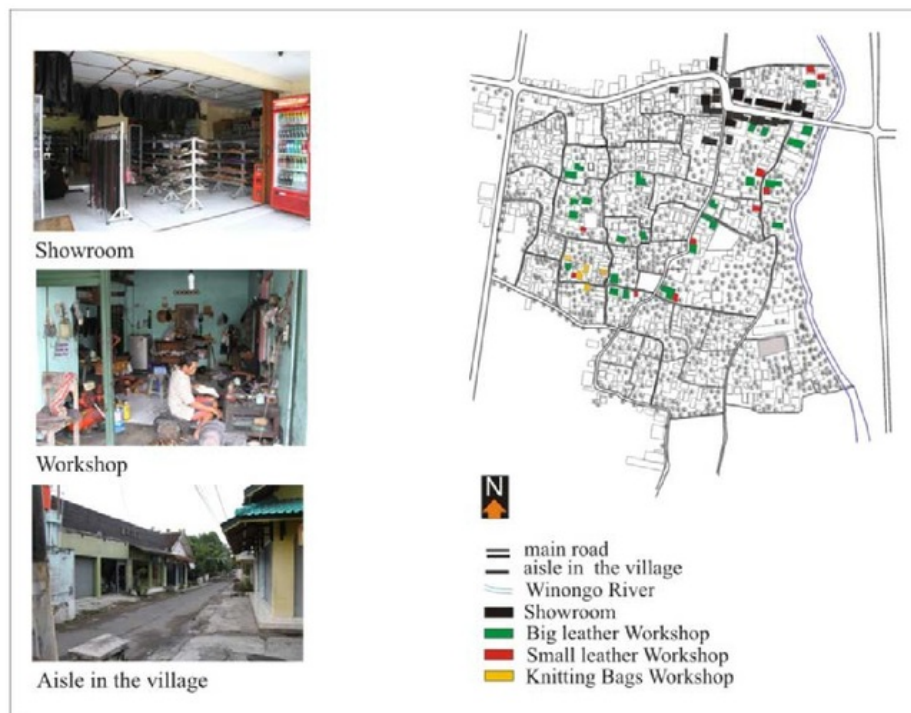 Showroom
Workshop
Aisle in the village
N
main road
aisle in the village
Winongo River
Showroom
Big leather Workshop
Small leather Workshop
Knitting Bags Workshop